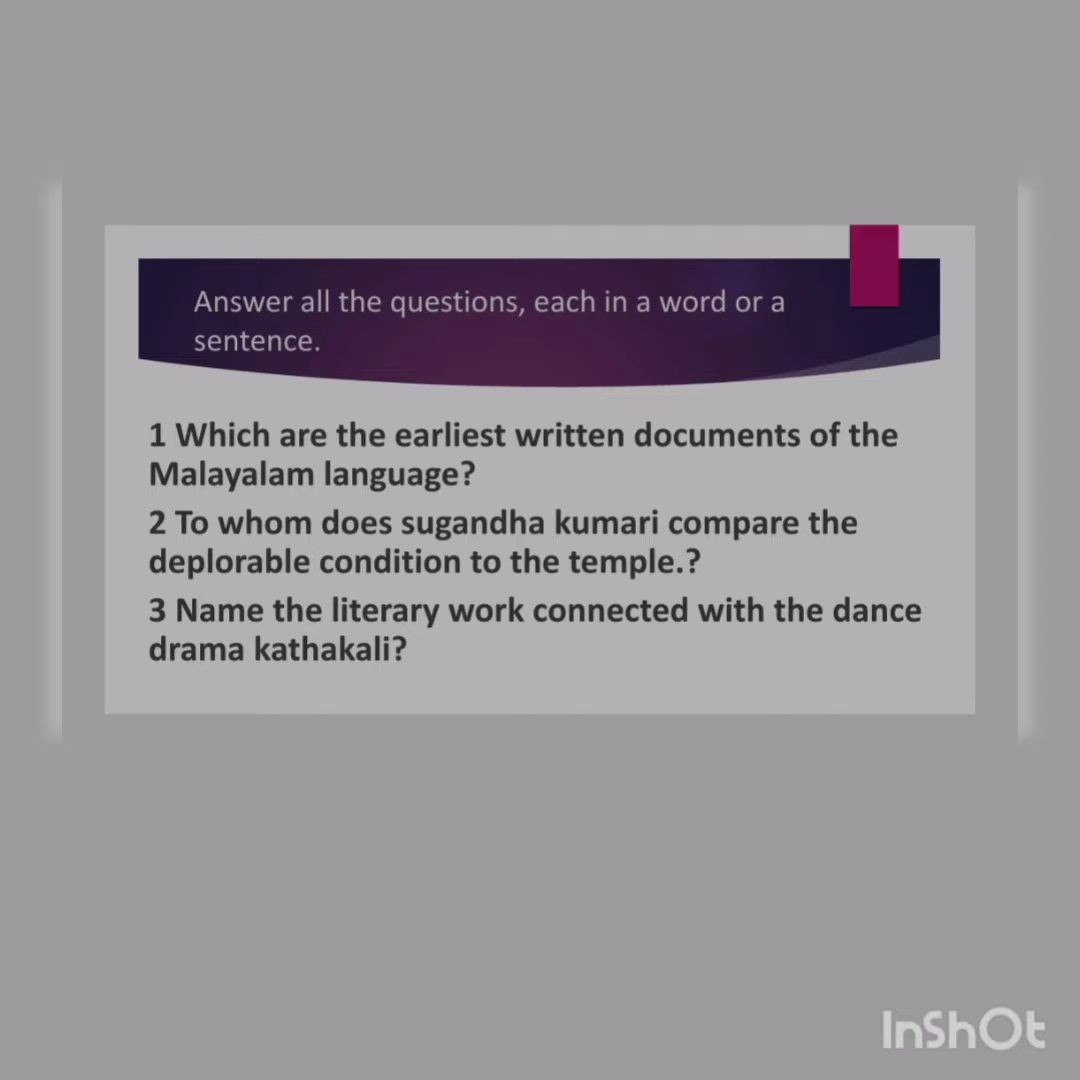 Answer all the questions, each in a word or a
sentence.
1 Which are the earliest written documents of the
Malayalam language?
2 To whom does sugandha kumari compare the
deplorable condition to the temple.?
3 Name the literary work connected with the dance
drama kathakali?
InShOt